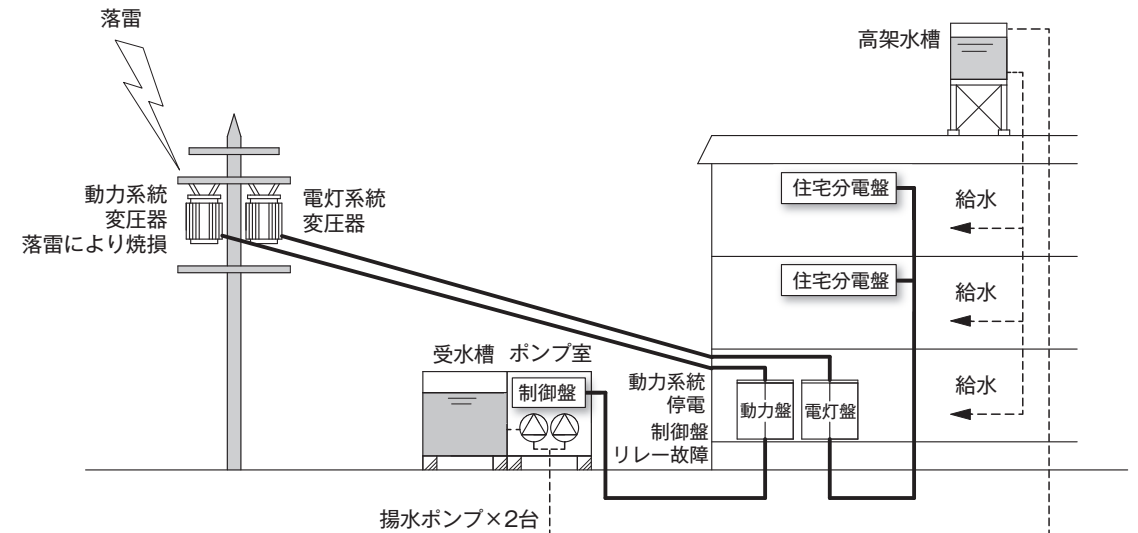 落雷
高架水槽
動力系統
変圧器
落雷により焼損
電灯系統
変圧器
住宅分電盤
給水
住宅分電盤
給水
受水槽
ポンプ室
制御盤
動力系統
停電
制御盤
リレー故障
動力盤
電灯盤
給水
揚水ポンプ×2台